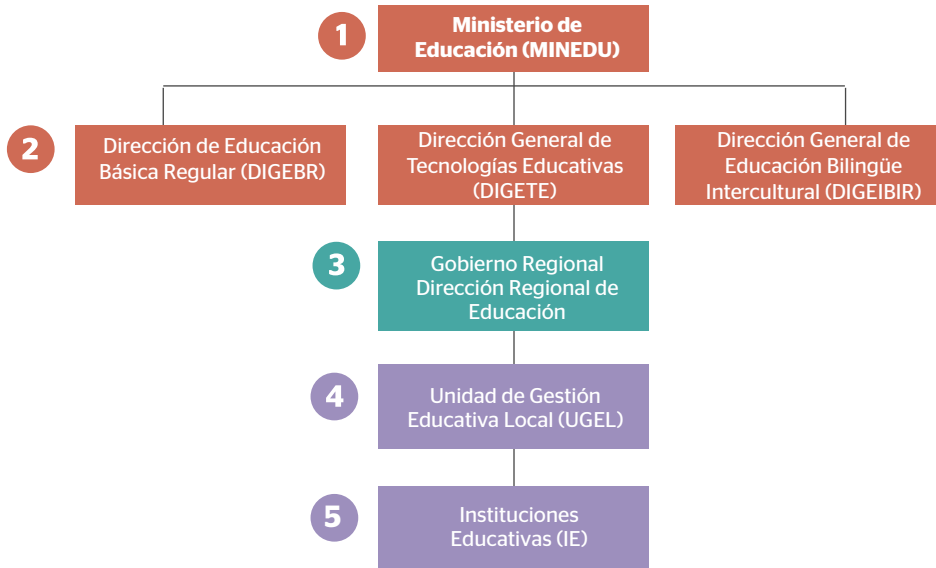 1
Ministerio de
Educación (MINEDU)
2
Dirección de Educación
Básica Regular (DIGEBR)
Dirección General de
Tecnologías Educativas
(DIGETE)
Dirección General de
Educación Bilingüe
Intercultural (DIGEIBIR)
3
Gobierno Regional
Dirección Regional de
Educación
4
Unidad de Gestión
Educativa Local (UGEL)
5
Instituciones
Educativas (IE)